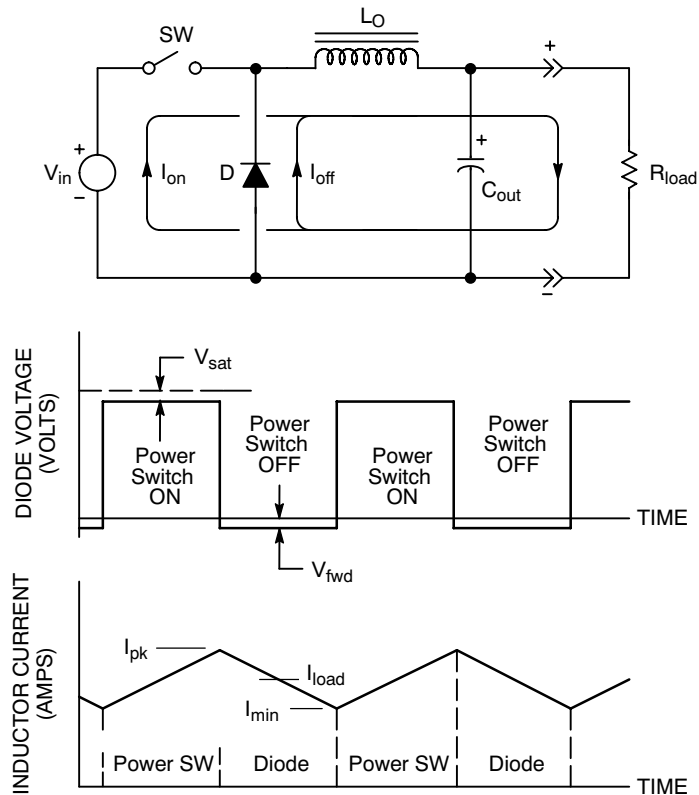 L_O
SW
+
+
+
V_in
I_on
D
I_off
C_out
R_load
−
−
V_sat
DIODE VOLTAGE
(VOLTS)
Power
Switch
ON
Power
Switch
OFF
Power
Switch
ON
Power
Switch
OFF
TIME
V_fwd
INDUCTOR CURRENT
(AMPS)
I_pk
I_load
I_min
Power SW
Diode
Power SW
Diode
TIME